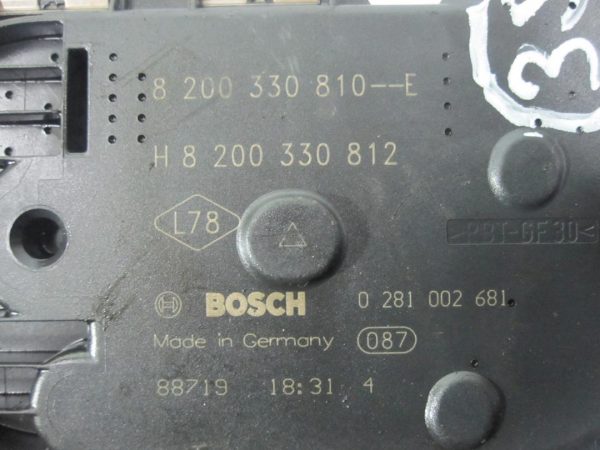 8 200 330 810--E
H 8 200 330 812
L78
>PBT-GF30<
BOSCH 0 281 002 681
Made in Germany 087
88719 18:31 4